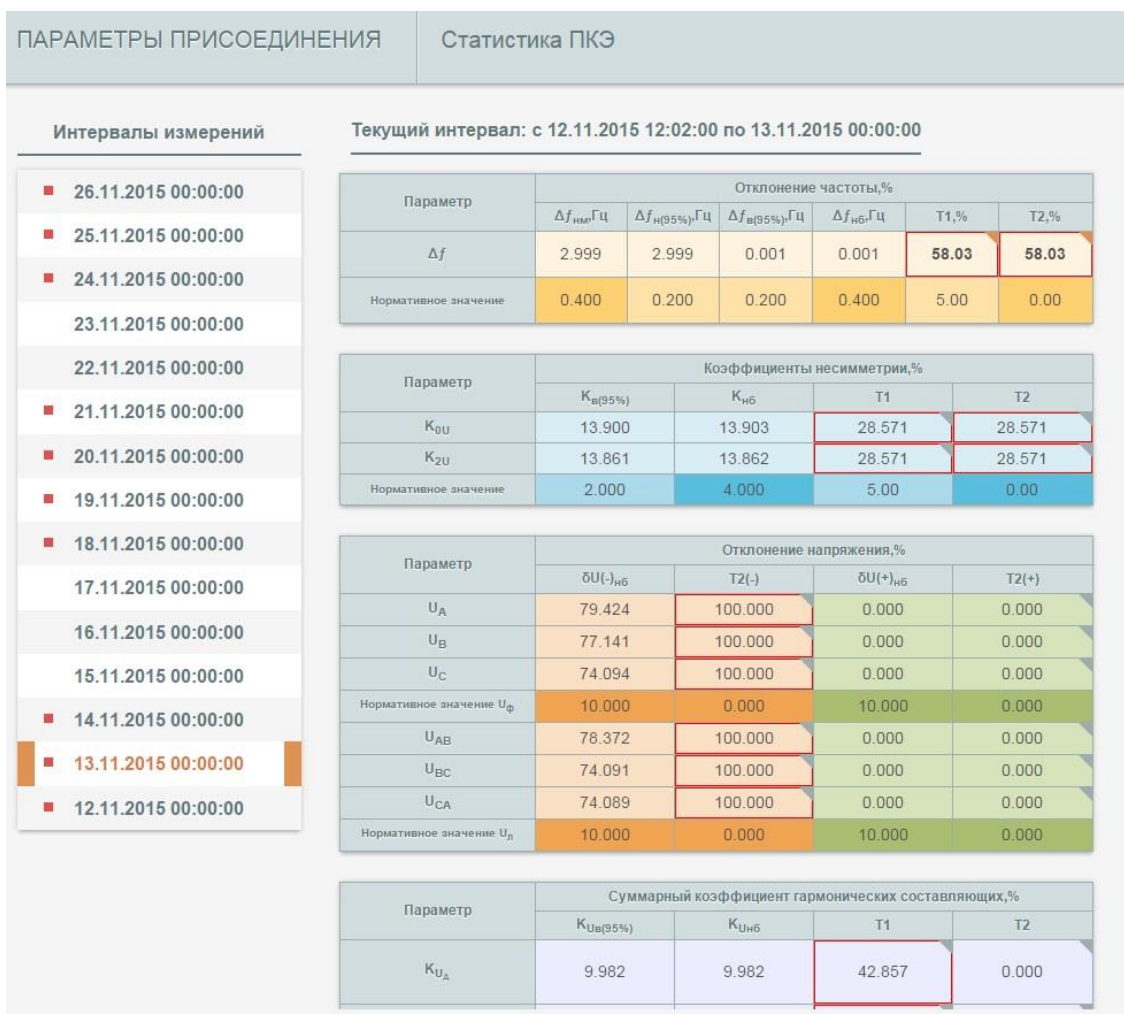 ПАРАМЕТРЫ ПРИСОЕДИНЕНИЯ Статистика ПКЭ
Интервалы измерений
26.11.2015 00:00:00
25.11.2015 00:00:00
24.11.2015 00:00:00
23.11.2015 00:00:00
22.11.2015 00:00:00
21.11.2015 00:00:00
20.11.2015 00:00:00
19.11.2015 00:00:00
18.11.2015 00:00:00
17.11.2015 00:00:00
16.11.2015 00:00:00
15.11.2015 00:00:00
14.11.2015 00:00:00
13.11.2015 00:00:00
12.11.2015 00:00:00
Текущий интервал: с 12.11.2015 12:02:00 по 13.11.2015 00:00:00
Параметр Отклонение частоты,%
Δfнм,Гц Δfн(95%),Гц Δfв(95%),Гц Δfнб,Гц T1,% T2,%
Δf 2.999 2.999 0.001 0.001 58.03 58.03
Нормативное значение 0.400 0.200 0.200 0.400 5.00 0.00
Параметр Коэффициенты несимметрии,%
Kв(95%) Kнб T1 T2
K0U 13.900 13.903 28.571 28.571
K2U 13.861 13.862 28.571 28.571
Нормативное значение 2.000 4.000 5.00 0.00
Параметр Отклонение напряжения,%
δU(-)нб T2(-) δU(+)нб T2(+)
UA 79.424 100.000 0.000 0.000
UB 77.141 100.000 0.000 0.000
UC 74.094 100.000 0.000 0.000
Нормативное значение Uф 10.000 0.000 10.000 0.000
UAB 78.372 100.000 0.000 0.000
UBC 74.091 100.000 0.000 0.000
UCA 74.089 100.000 0.000 0.000
Нормативное значение Uл 10.000 0.000 10.000 0.000
Параметр Суммарный коэффициент гармонических составляющих,%
KUв(95%) KUнб T1 T2
KUA 9.982 9.982 42.857 0.000